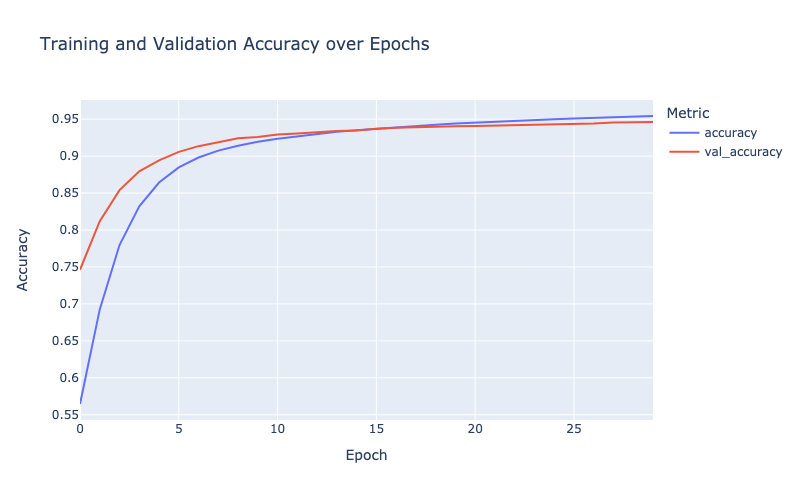 Training and Validation Accuracy over Epochs
Metric
accuracy
val_accuracy
Accuracy
0.95
0.9
0.85
0.8
0.75
0.7
0.65
0.6
0.55
0
5
10
15
20
25
Epoch